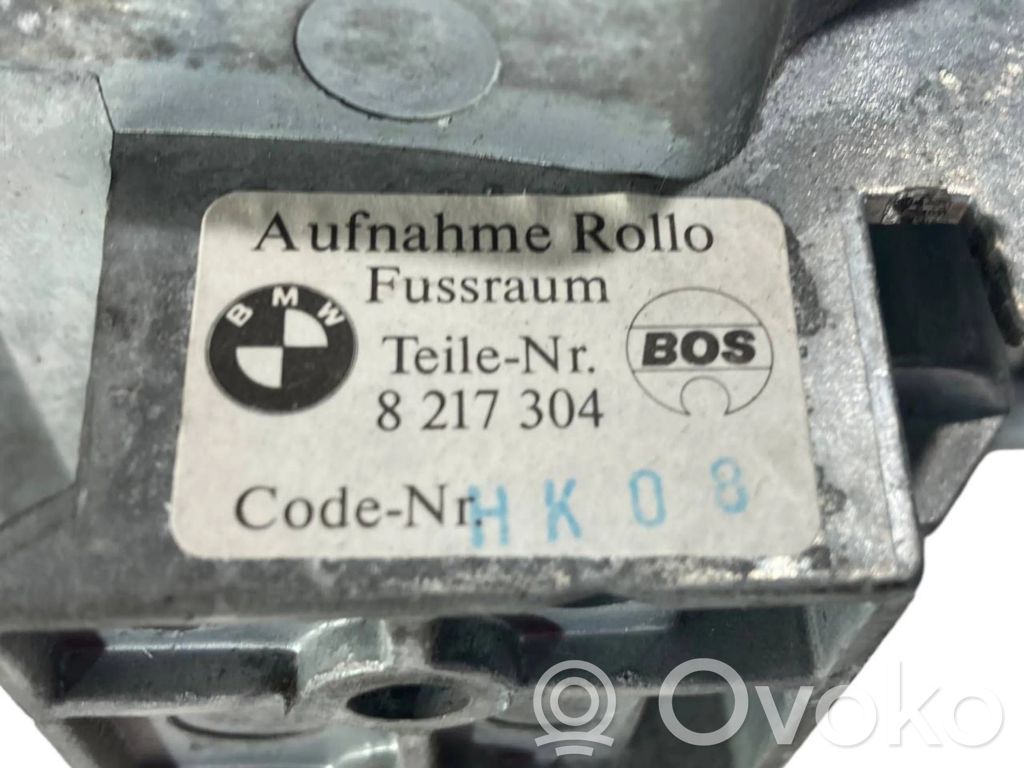 Aufnahme Rollo
Fussraum
BMW
Teile-Nr.
BOS
8 217 304
Code-Nr. HK08
Ovoko